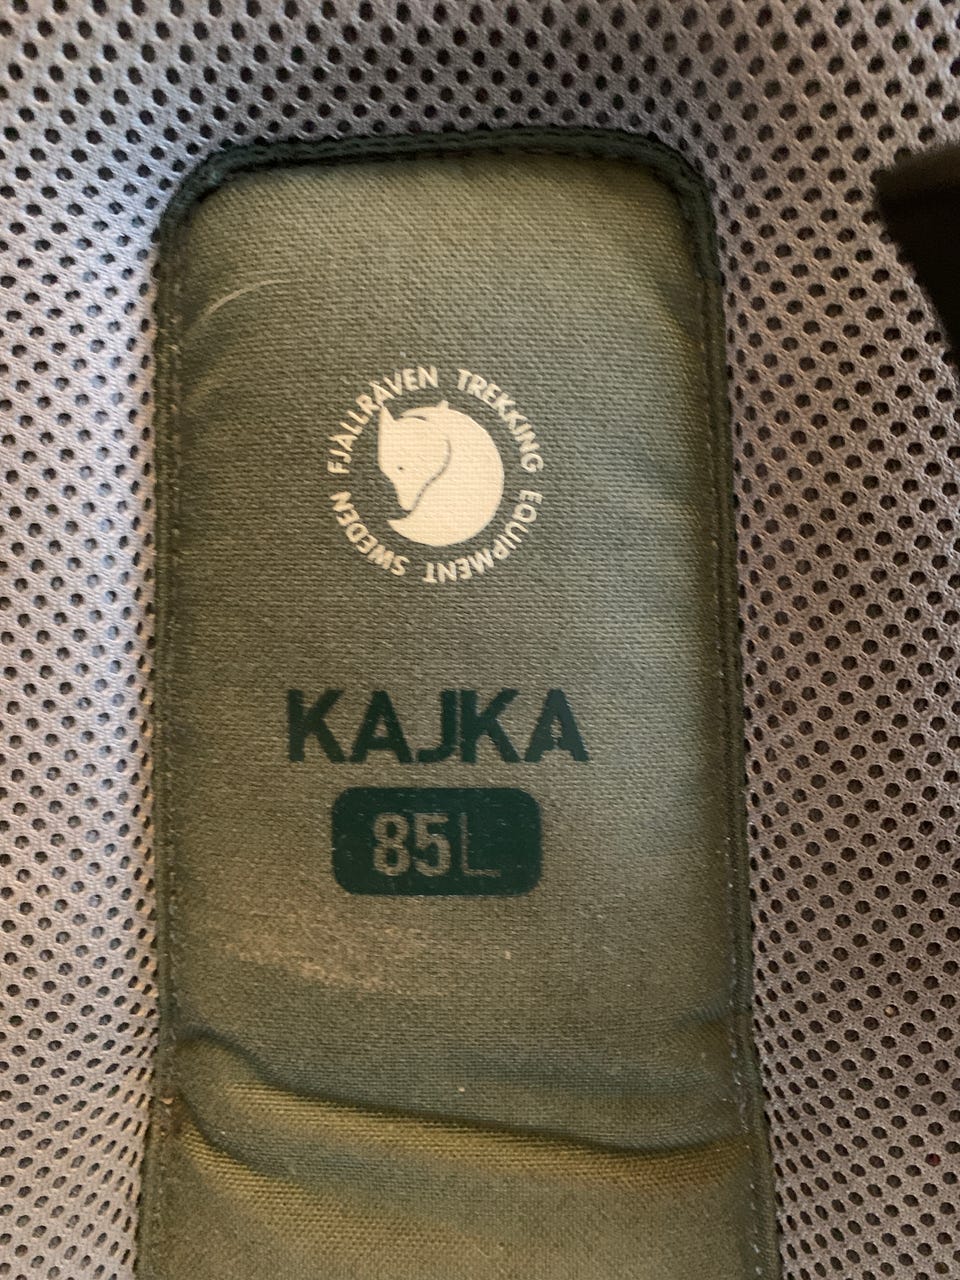 FJÄLLRÄVEN TREKKING EQUIPMENT SWEDEN
KAJKA
85L